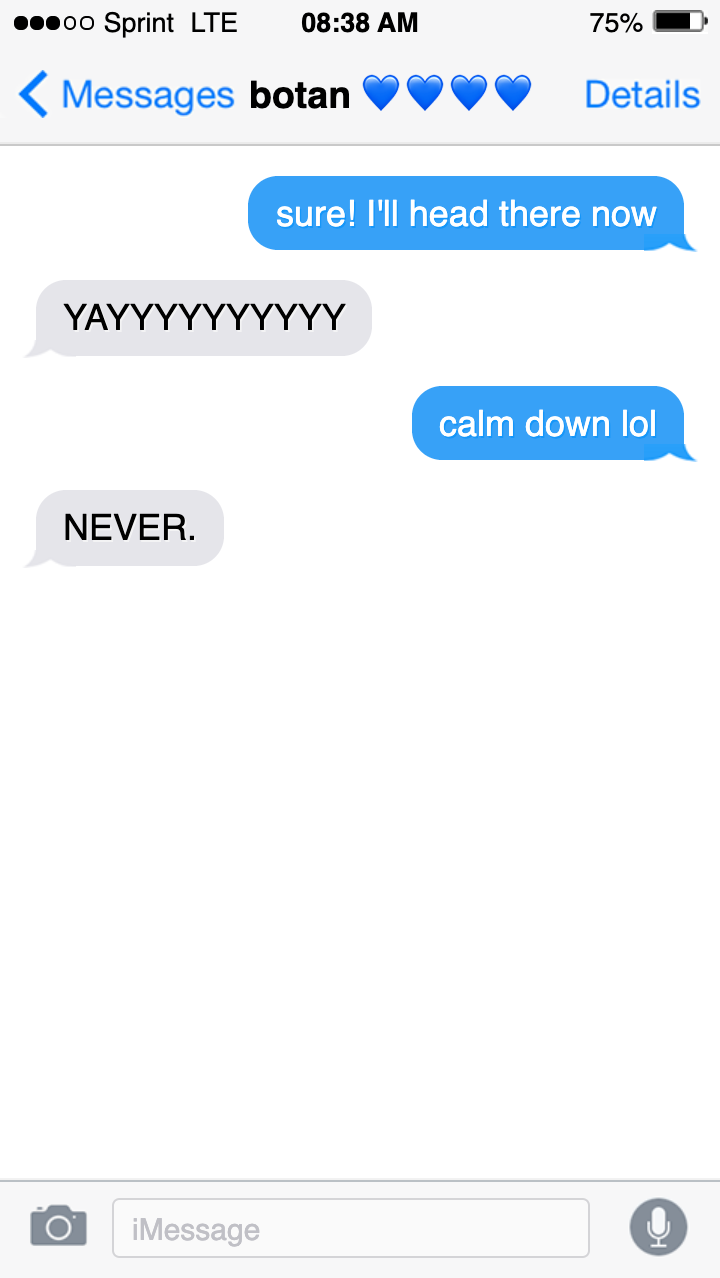 Sprint LTE 08:38 AM 75%
Messages botan 💙💙💙💙 Details
sure! I'll head there now
YAYYYYYYYYYY
calm down lol
NEVER.
iMessage